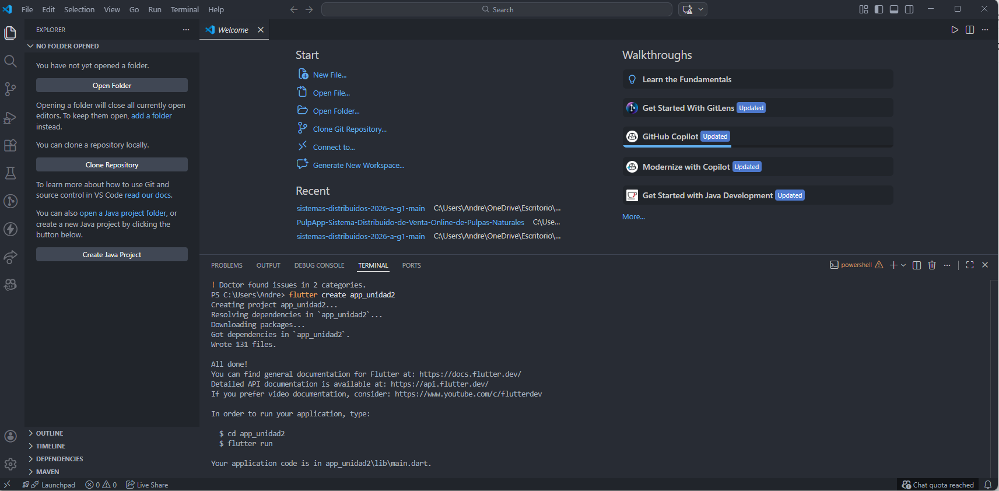 File Edit Selection View Go Run Terminal Help
Search
EXPLORER
Welcome
NO FOLDER OPENED
You have not yet opened a folder.
Open Folder
Opening a folder will close all currently open
editors. To keep them open, add a folder
instead.
You can clone a repository locally.
Clone Repository
To learn more about how to use Git and
source control in VS Code read our docs.
You can also open a Java project folder, or
create a new Java project by clicking the
button below.
Create Java Project
OUTLINE
TIMELINE
DEPENDENCIES
MAVEN
Start
New File...
Open File...
Open Folder...
Clone Git Repository...
Connect to...
Generate New Workspace...
Recent
sistemas-distribuidos-2026-a-g1-main C:\Users\Andre\OneDrive\Escritorio\...
PulpApp-Sistema-Distribuido-de-Venta-Online-de-Pulpas-Naturales C:\Use...
sistemas-distribuidos-2026-a-g1-main C:\Users\Andre\OneDrive\Escritorio\...
Walkthroughs
Learn the Fundamentals
Get Started With GitLens Updated
GitHub Copilot Updated
Modernize with Copilot Updated
Get Started with Java Development Updated
More...
PROBLEMS OUTPUT DEBUG CONSOLE TERMINAL PORTS
powershell
! Doctor found issues in 2 categories.
PS C:\Users\Andre> flutter create app_unidad2
Creating project app_unidad2...
Resolving dependencies in `app_unidad2`...
Downloading packages...
Got dependencies in `app_unidad2`.
Wrote 131 files.
All done!
You can find general documentation for Flutter at: https://docs.flutter.dev/
Detailed API documentation is available at: https://api.flutter.dev/
If you prefer video documentation, consider: https://www.youtube.com/c/flutterdev
In order to run your application, type:
$ cd app_unidad2
$ flutter run
Your application code is in app_unidad2\lib\main.dart.
Launchpad 0 0 Live Share
Chat quota reached